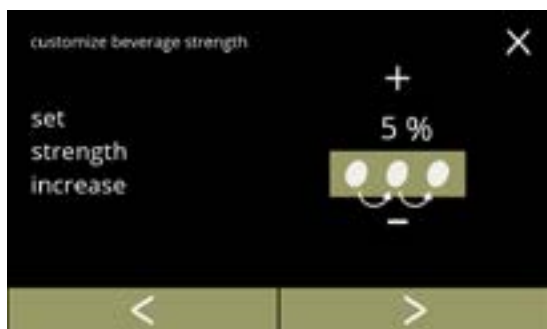 customize beverage strength
X
+
set
strength
increase
5 %
−
< >